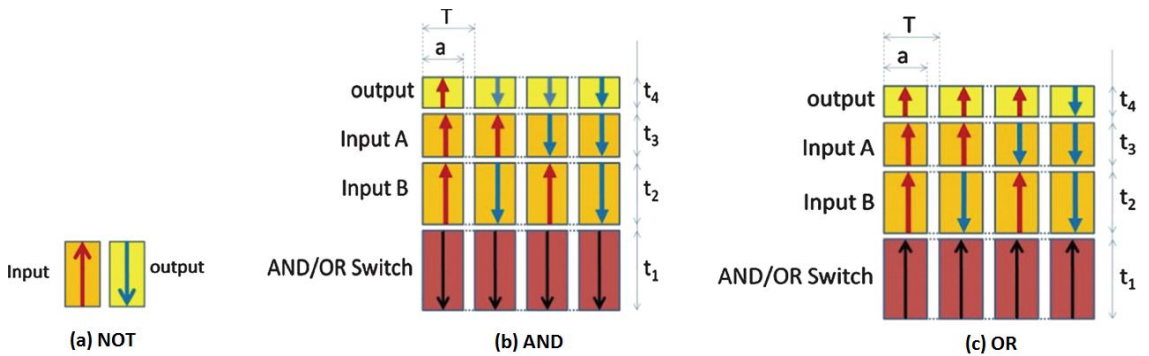 Input
output
(a) NOT
T
a
output
t4
Input A
t3
Input B
t2
AND/OR Switch
t1
(b) AND
T
a
output
t4
Input A
t3
Input B
t2
AND/OR Switch
t1
(c) OR